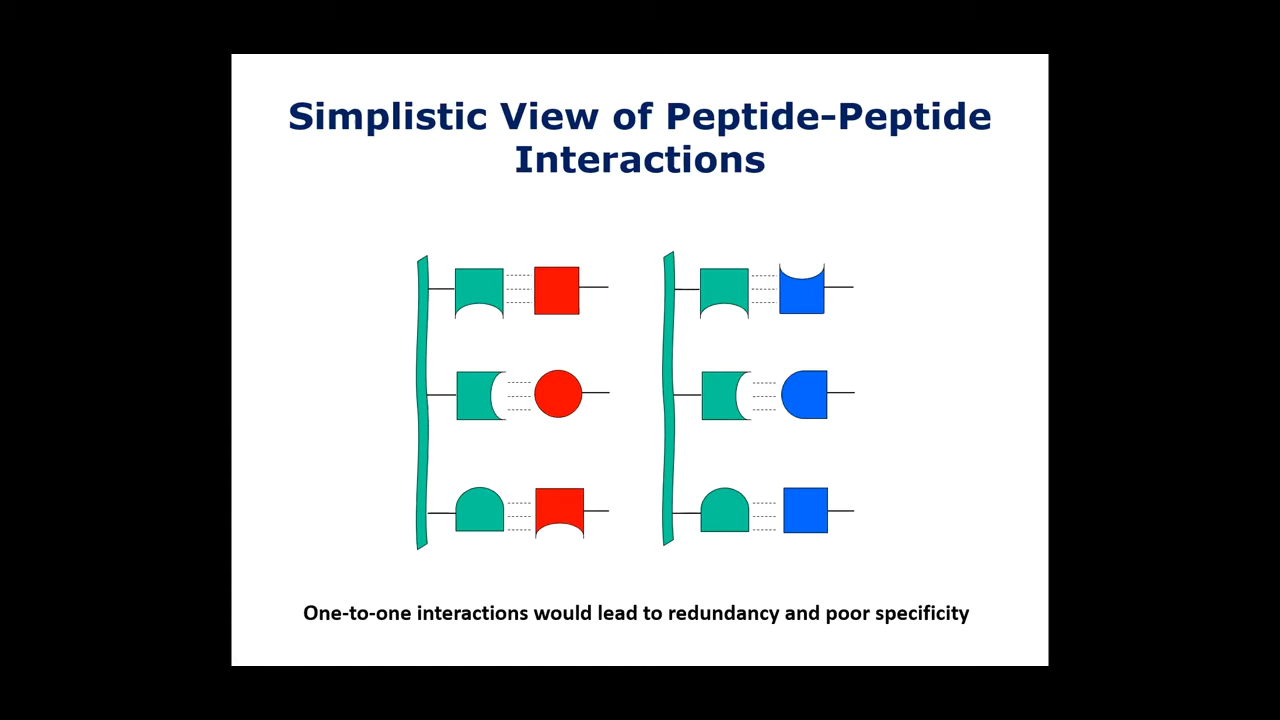 Simplistic View of Peptide-Peptide
Interactions
One-to-one interactions would lead to redundancy and poor specificity